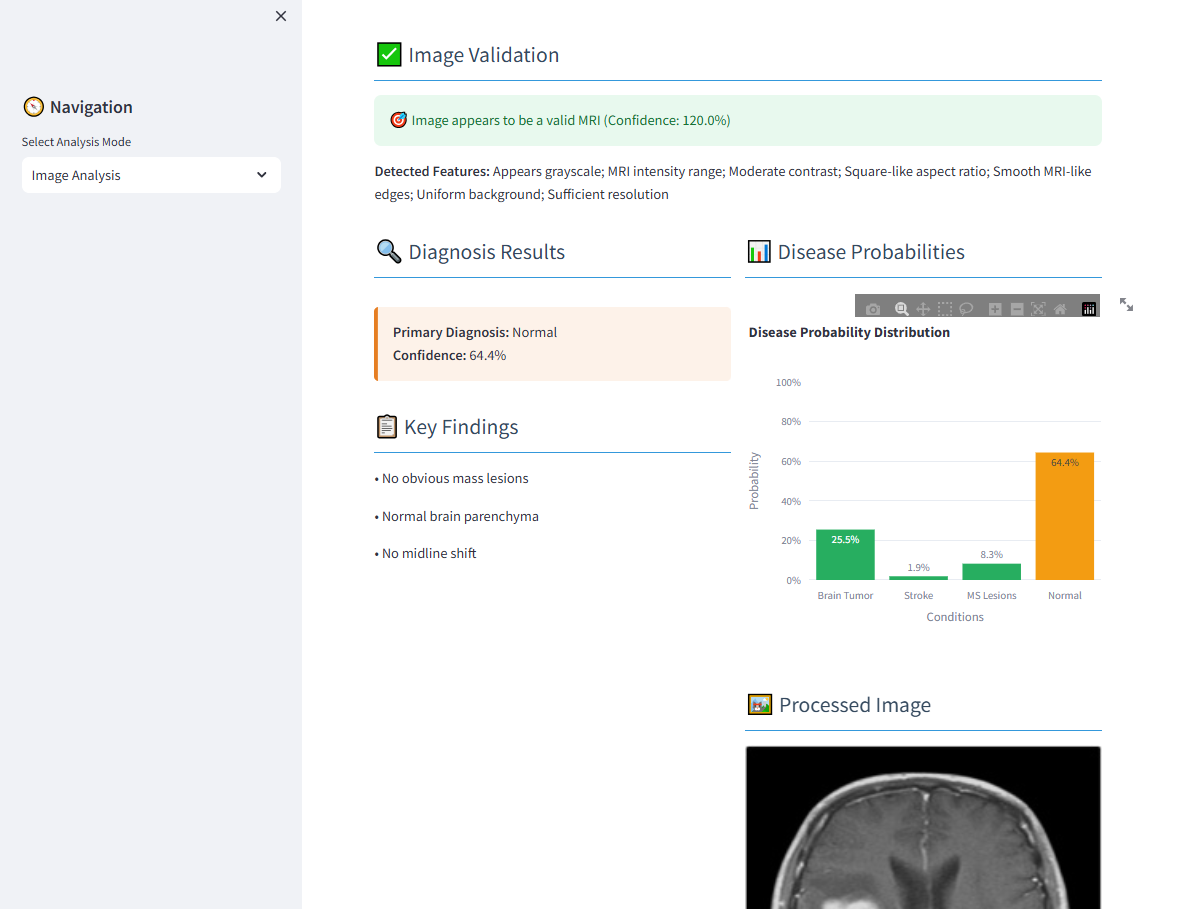 Navigation
Select Analysis Mode
Image Analysis
Image Validation
Image appears to be a valid MRI (Confidence: 120.0%)
Detected Features: Appears grayscale; MRI intensity range; Moderate contrast; Square-like aspect ratio; Smooth MRI-like
edges; Uniform background; Sufficient resolution
Diagnosis Results
Primary Diagnosis: Normal
Confidence: 64.4%
Key Findings
• No obvious mass lesions
• Normal brain parenchyma
• No midline shift
Disease Probabilities
Disease Probability Distribution
100%
80%
60%
40%
20%
0%
Probability
25.5%
1.9%
8.3%
64.4%
Brain Tumor
Stroke
MS Lesions
Normal
Conditions
Processed Image